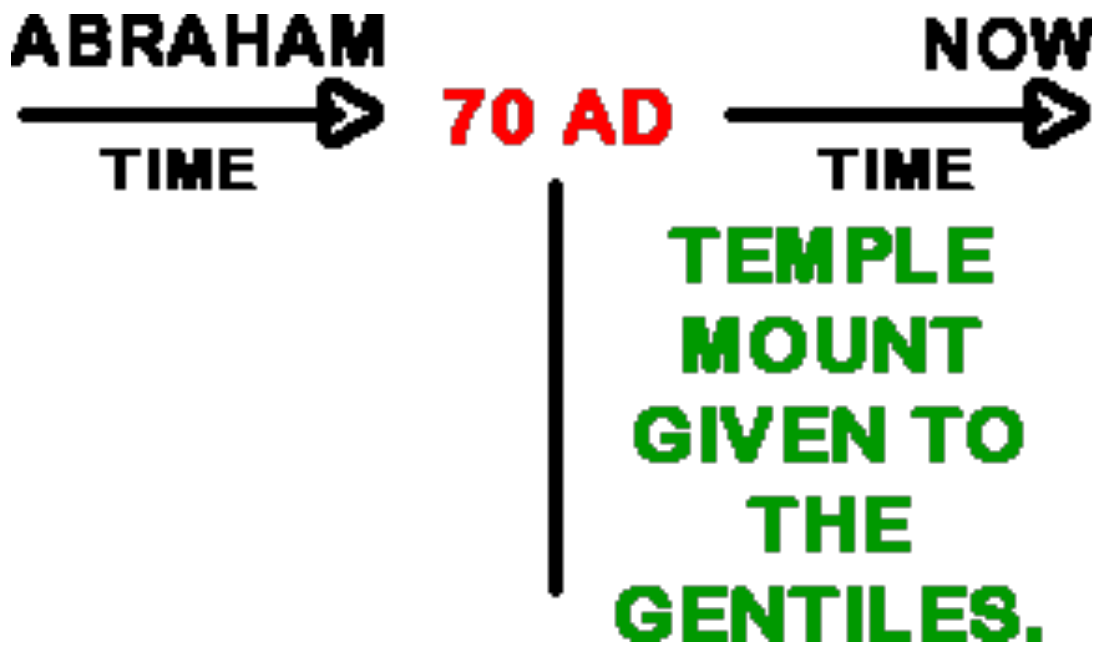 ABRAHAM
NOW
70 AD
TIME
TIME
TEMPLE
MOUNT
GIVEN TO
THE
GENTILES.